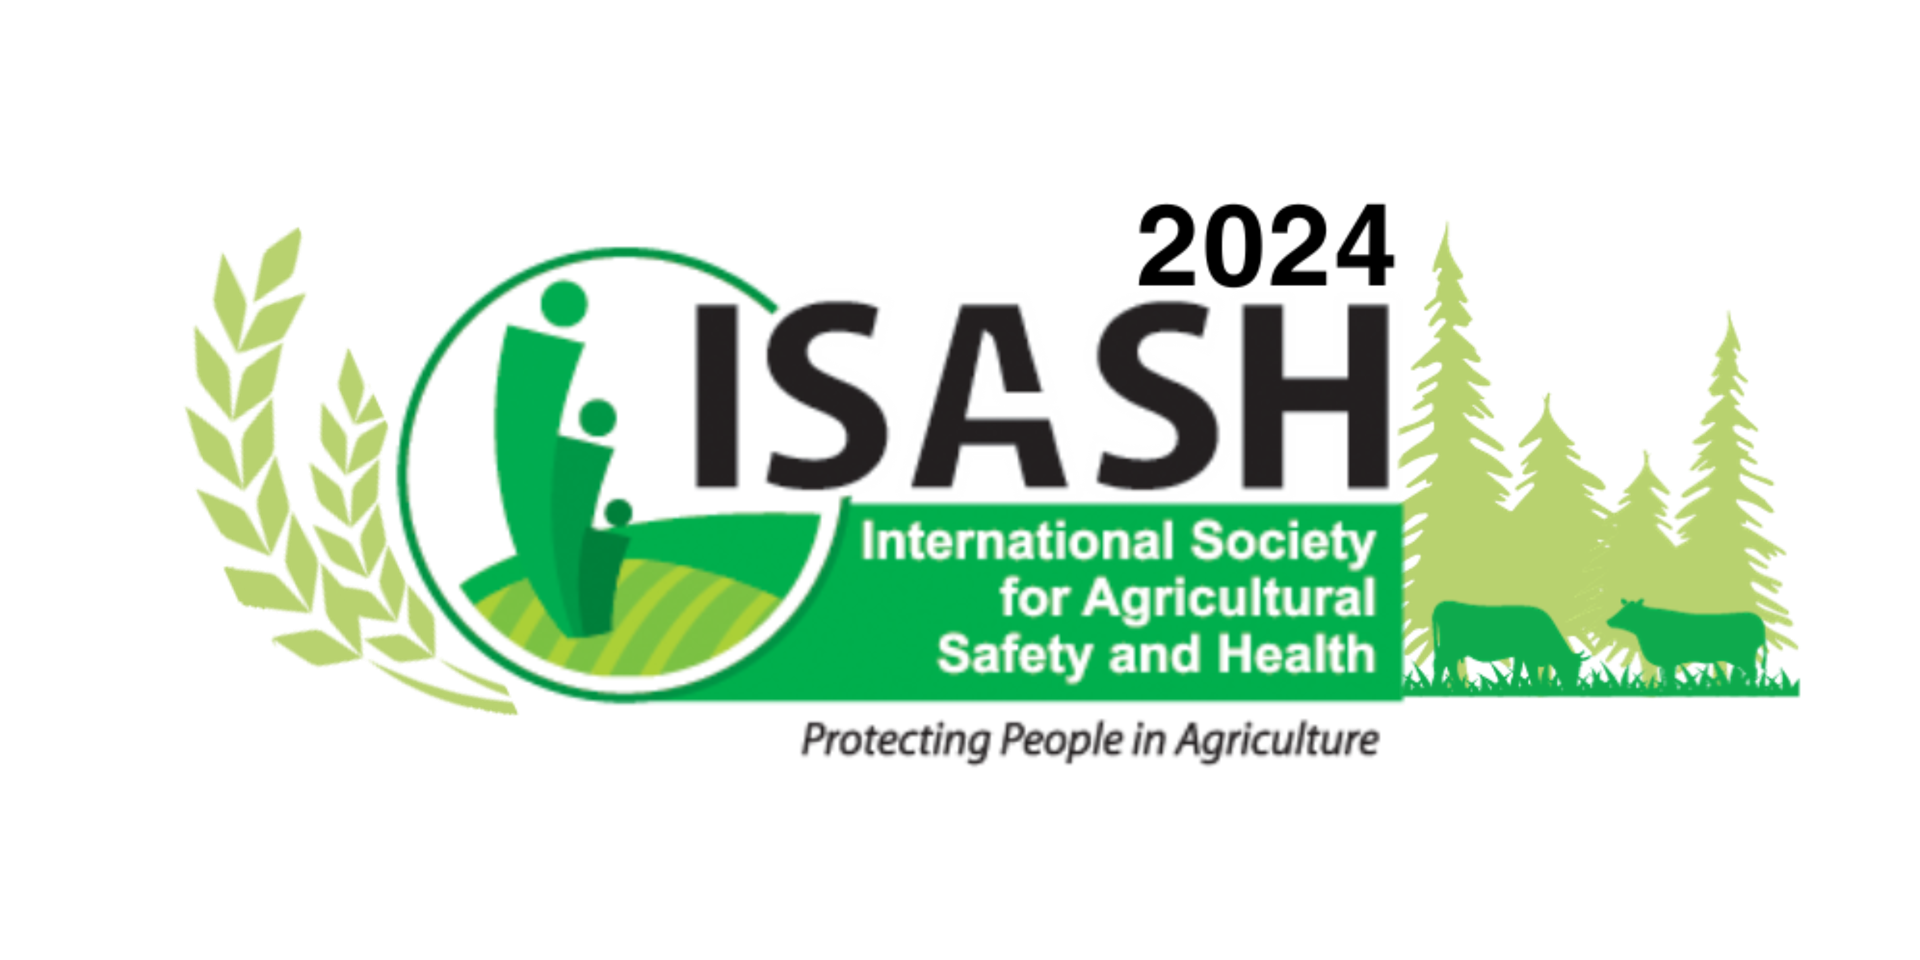 2024
ISASH
International Society
for Agricultural
Safety and Health
Protecting People in Agriculture